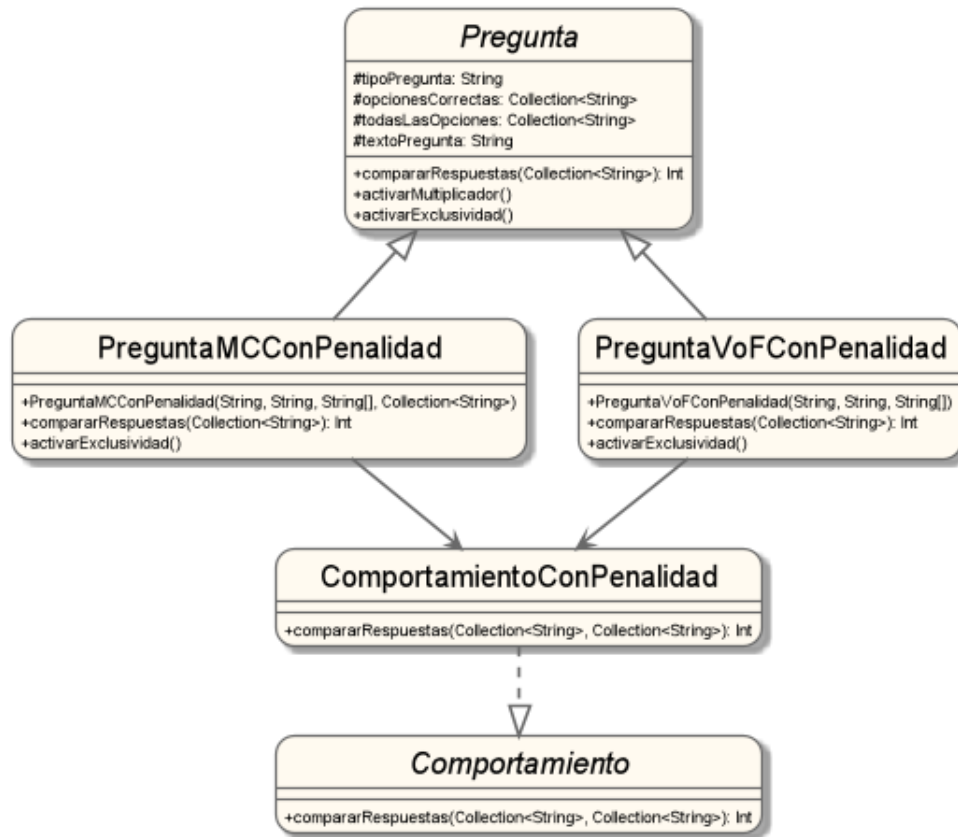 Pregunta
#tipoPregunta: String
#opcionesCorrectas: Collection<String>
#todasLasOpciones: Collection<String>
#textoPregunta: String
+compararRespuestas(Collection<String>): Int
+activarMultiplicador()
+activarExclusividad()
PreguntaMCConPenalidad
+PreguntaMCConPenalidad(String, String, String[], Collection<String>)
+compararRespuestas(Collection<String>): Int
+activarExclusividad()
PreguntaVoFConPenalidad
+PreguntaVoFConPenalidad(String, String, String[])
+compararRespuestas(Collection<String>): Int
+activarExclusividad()
ComportamientoConPenalidad
+compararRespuestas(Collection<String>, Collection<String>): Int
Comportamiento
+compararRespuestas(Collection<String>, Collection<String>): Int